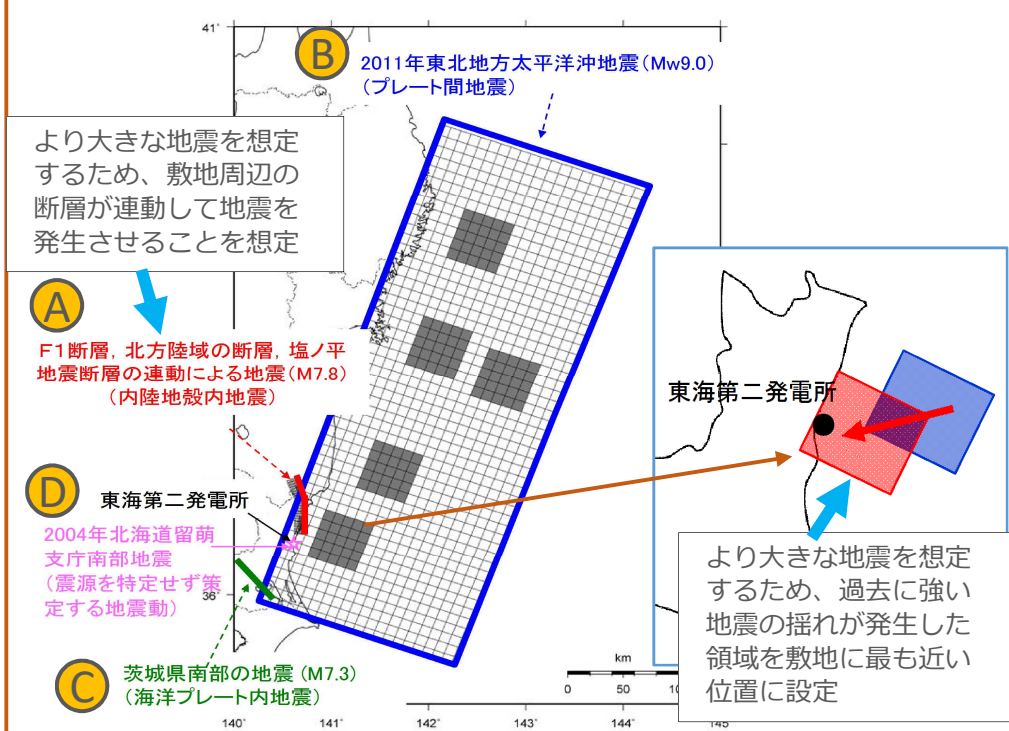 41°
B
2011年東北地方太平洋沖地震(Mw9.0)
(プレート間地震)
より大きな地震を想定
するため、敷地周辺の
断層が連動して地震を
発生させることを想定
A
F1断層,北方陸域の断層,塩ノ平
地震断層の連動による地震(M7.8)
(内陸地殻内地震)
D
東海第二発電所
2004年北海道留萌
支庁南部地震
(震源を特定せず策
定する地震動)
36°
C
茨城県南部の地震(M7.3)
(海洋プレート内地震)
東海第二発電所
より大きな地震を想定
するため、過去に強い
地震の揺れが発生した
領域を敷地に最も近い
位置に設定
km
0 50 10
140° 141° 142° 143° 144° 145